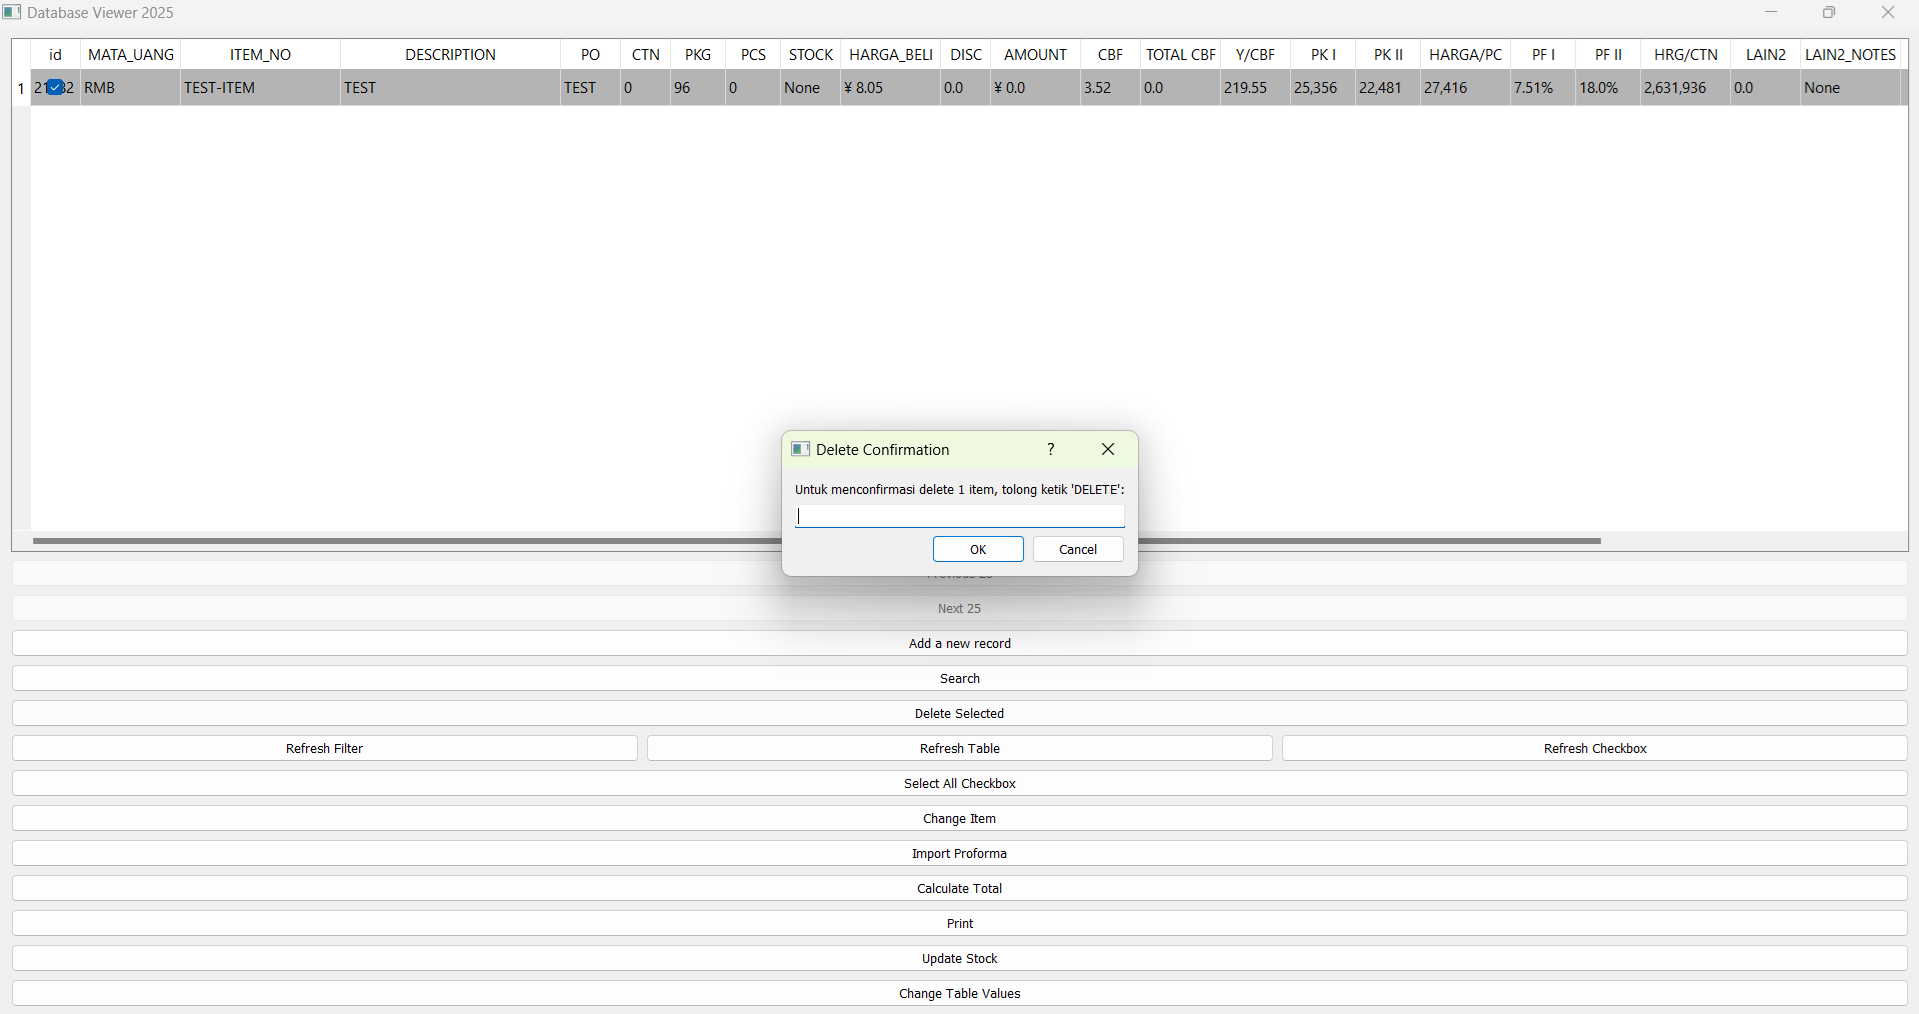 Database Viewer 2025
id MATA_UANG ITEM_NO DESCRIPTION PO CTN PKG PCS STOCK HARGA_BELI DISC AMOUNT CBF TOTAL CBF Y/CBF PK I PK II HARGA/PC PF I PF II HRG/CTN LAIN2 LAIN2_NOTES
1 RMB TEST-ITEM TEST TEST 0 96 0 None ¥ 8.05 0.0 ¥ 0.0 3.52 0.0 219.55 25,356 22,481 27,416 7.51% 18.0% 2,631,936 0.0 None
Delete Confirmation ?
Untuk menconfirmasi delete 1 item, tolong ketik 'DELETE':
OK Cancel
Next 25
Add a new record
Search
Delete Selected
Refresh Filter Refresh Table Refresh Checkbox
Select All Checkbox
Change Item
Import Proforma
Calculate Total
Print
Update Stock
Change Table Values